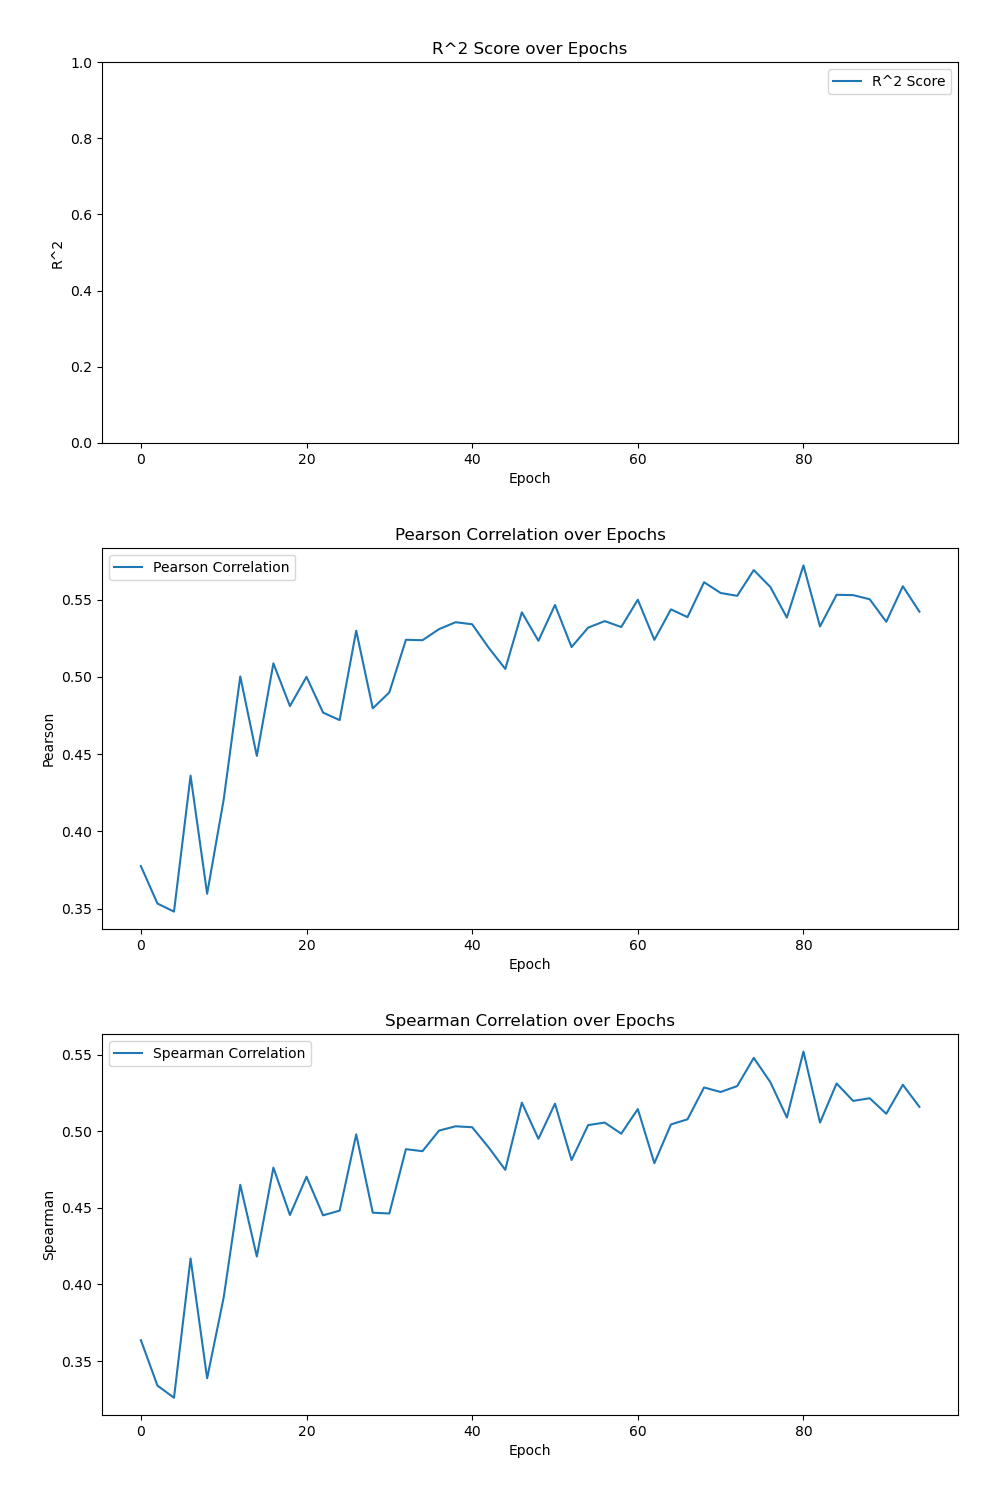 R^2 Score over Epochs
R^2 Score
1.0
0.8
0.6
0.4
0.2
0.0
R^2
0 20 40 60 80
Epoch
Pearson Correlation over Epochs
Pearson Correlation
0.55
0.50
0.45
0.40
0.35
Pearson
0 20 40 60 80
Epoch
Spearman Correlation over Epochs
Spearman Correlation
0.55
0.50
0.45
0.40
0.35
Spearman
0 20 40 60 80
Epoch